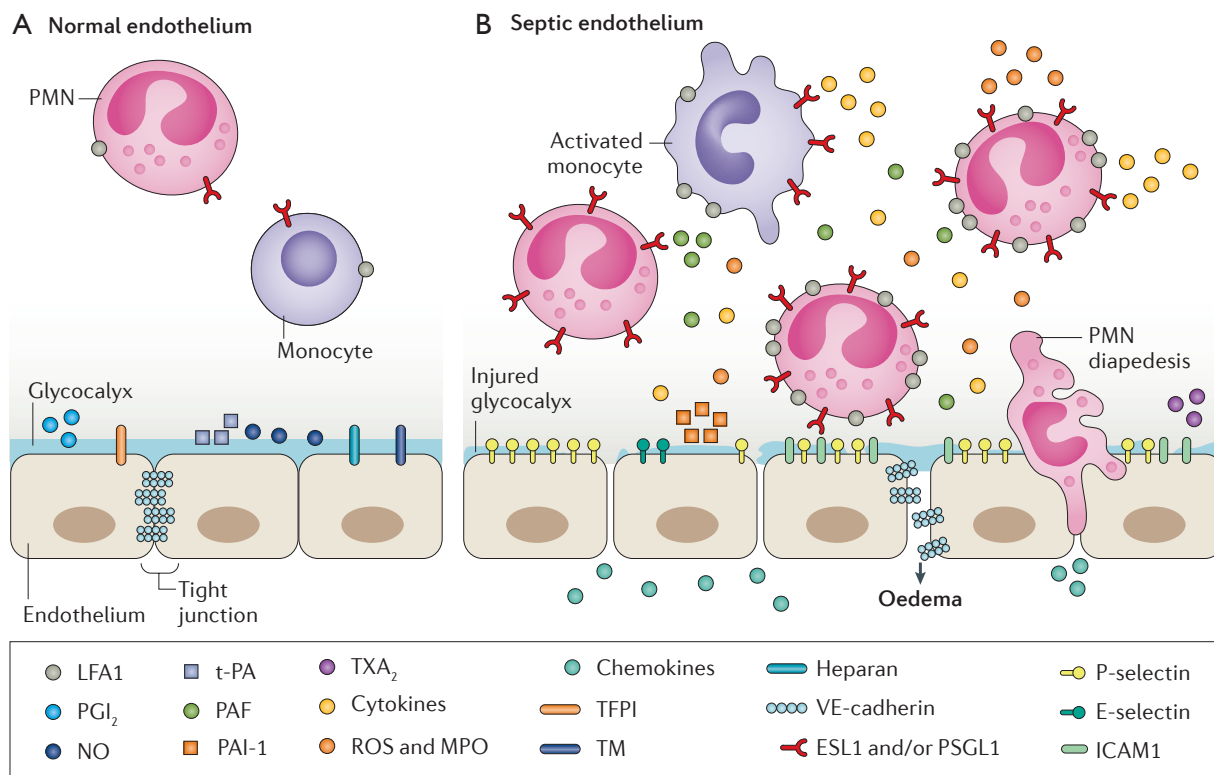 A Normal endothelium
PMN
Monocyte
Glycocalyx
Endothelium
Tight
junction
B Septic endothelium
Activated
monocyte
PMN
diapedesis
Injured
glycocalyx
Oedema
LFA1
PGI₂
NO
t-PA
PAF
PAI-1
TXA₂
Cytokines
ROS and MPO
Chemokines
TFPI
TM
Heparan
VE-cadherin
ESL1 and/or PSGL1
P-selectin
E-selectin
ICAM1